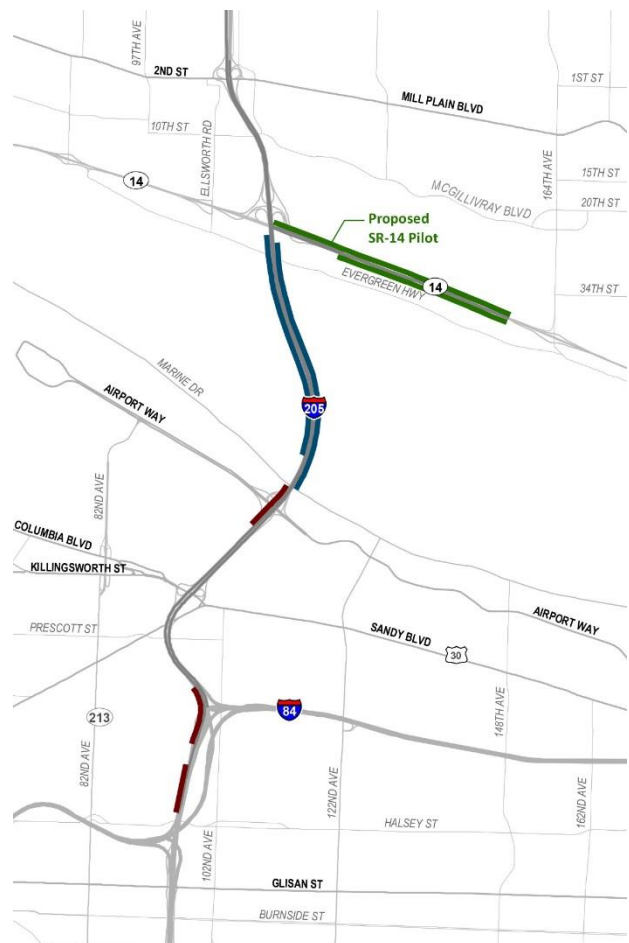 97TH AVE
2ND ST
1ST ST
MILL PLAIN BLVD
10TH ST
ELLSWORTH RD
164TH AVE
15TH ST
14
MCGILLIVRAY BLVD
20TH ST
Proposed
SR-14 Pilot
EVERGREEN HWY
14
34TH ST
MARINE DR
AIRPORT WAY
205
82ND AVE
COLUMBIA BLVD
KILLINGSWORTH ST
AIRPORT WAY
PRESCOTT ST
SANDY BLVD
30
213
84
148TH AVE
82ND AVE
122ND AVE
162ND AVE
102ND AVE
HALSEY ST
GLISAN ST
BURNSIDE ST